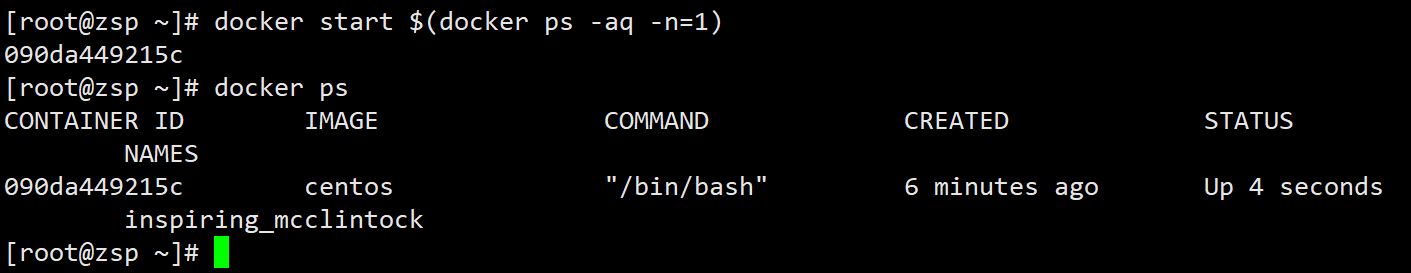 [root@zsp ~]# docker start $(docker ps -aq -n=1)
090da449215c
[root@zsp ~]# docker ps
CONTAINER ID        IMAGE               COMMAND             CREATED             STATUS
        NAMES
090da449215c        centos              "/bin/bash"         6 minutes ago       Up 4 seconds
        inspiring_mcclintock
[root@zsp ~]#